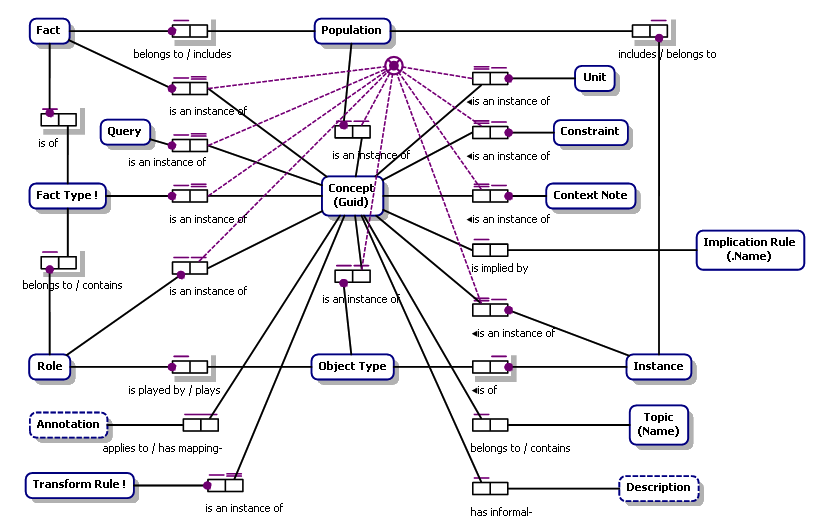 Fact
Population
belongs to / includes
includes / belongs to
Unit
is an instance of
◂is an instance of
is of
Query
Constraint
is an instance of
is an instance of
◂is an instance of
Fact Type !
Concept
(Guid)
Context Note
is an instance of
◂is an instance of
Implication Rule
(.Name)
is implied by
belongs to / contains
is an instance of
is an instance of
◂is an instance of
Role
Object Type
Instance
is played by / plays
◂is of
Annotation
Topic
(Name)
applies to / has mapping-
belongs to / contains
Transform Rule !
Description
is an instance of
has informal-